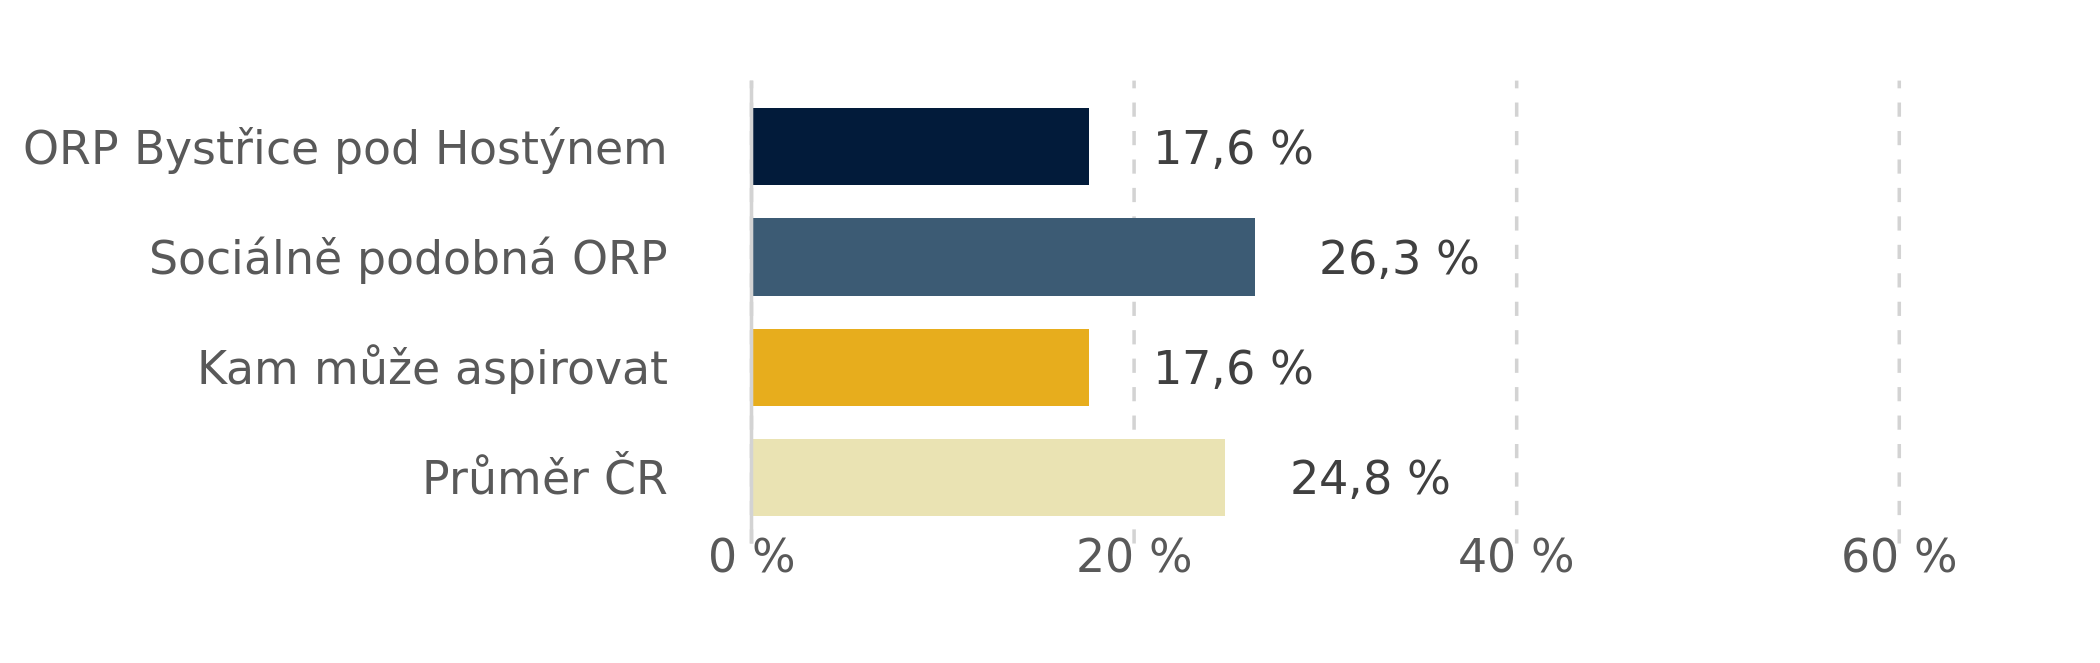 ORP Bystřice pod Hostýnem 17,6 %
Sociálně podobná ORP 26,3 %
Kam může aspirovat 17,6 %
Průměr ČR 24,8 %
0 % 20 % 40 % 60 %